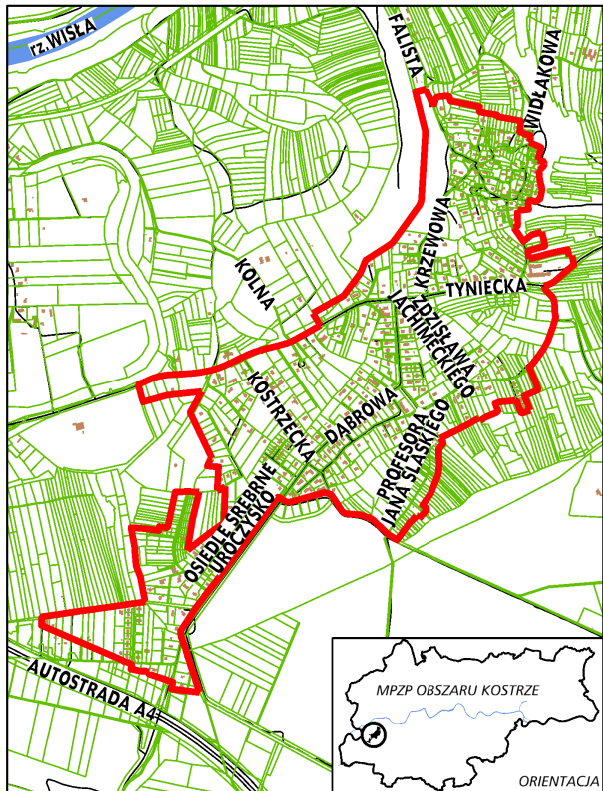 rz.WISŁA
FALISTA
WIDŁAKOWA
KRZEWOWA
KOLNA
TYNIECKA
ZDZISŁAWA
JACHIMECKIEGO
KOSTRZECKA
DĄBROWA
PROFESORA
JANA ŚLĄSKIEGO
OSIEDLE SREBRNE
UROCZYSKO
AUTOSTRADA A4
MPZP OBSZARU KOSTRZE
ORIENTACJA